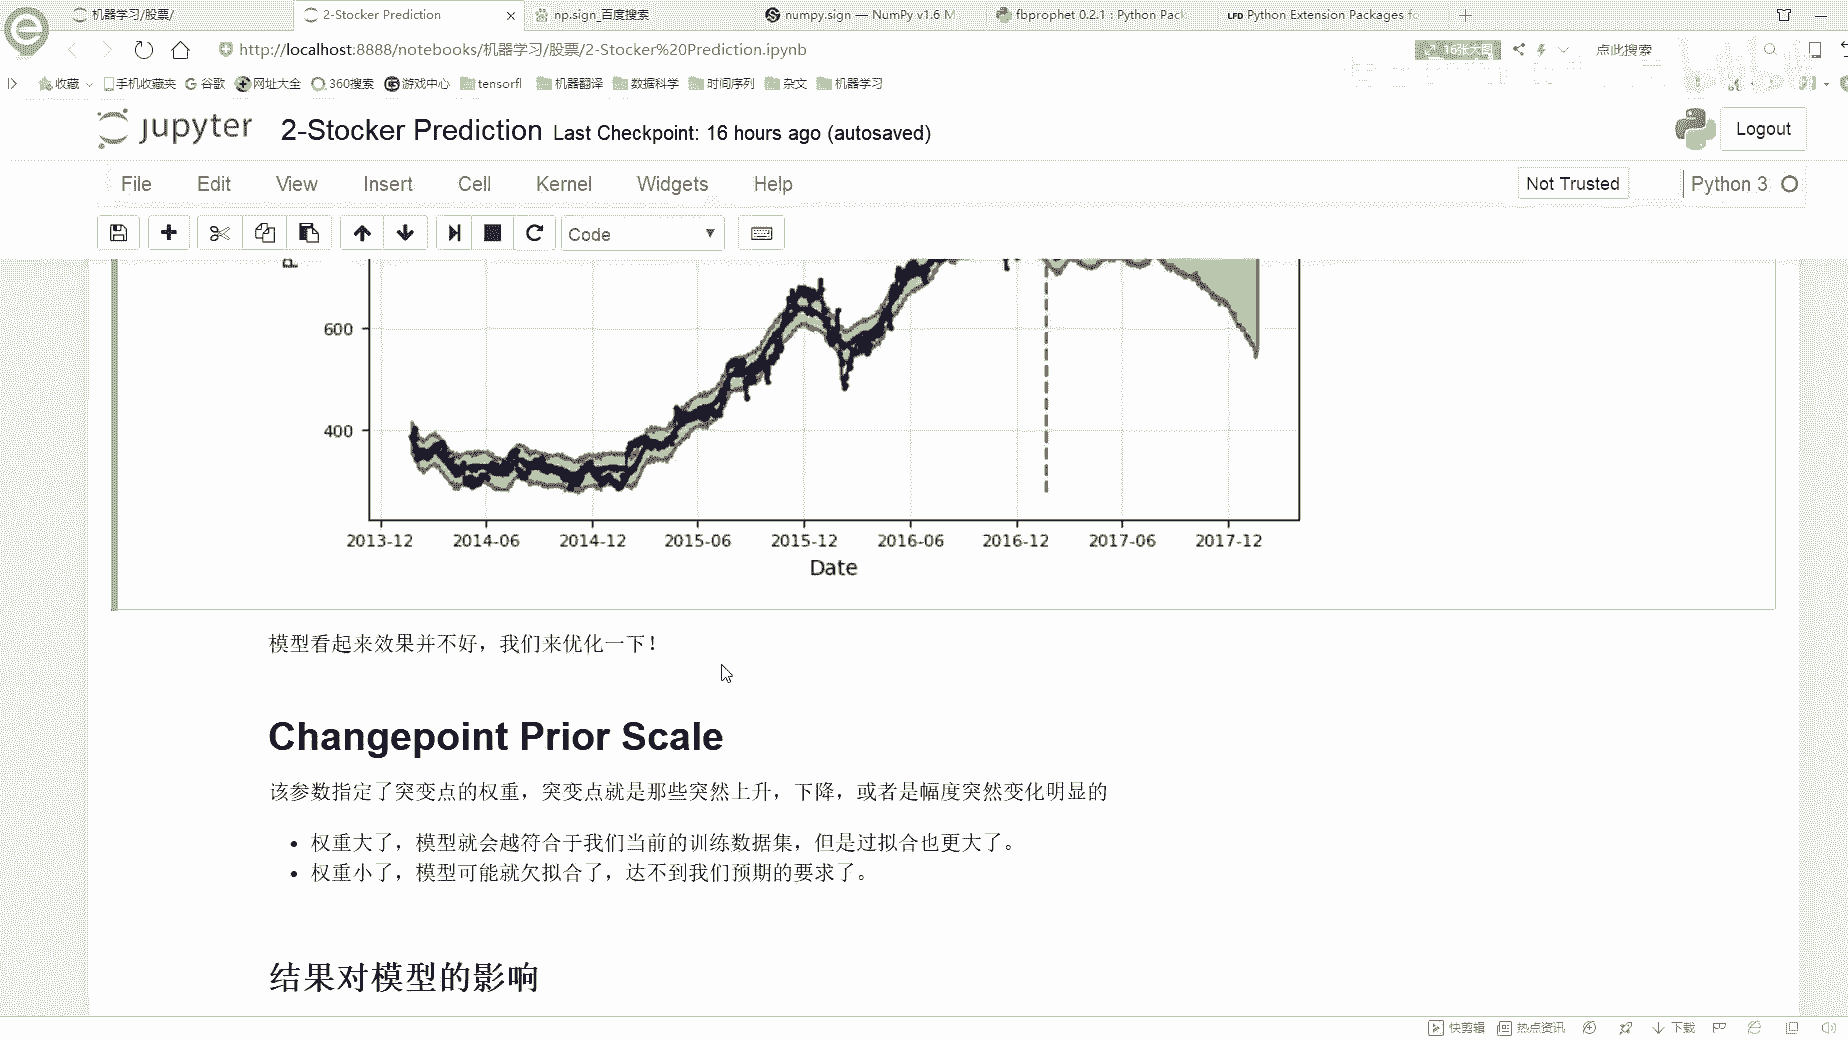 机器学习/股票/
2-Stocker Prediction
np.sign_百度搜索
numpy.sign — NumPy v1.6 M
fbprophet 0.2.1 : Python Pack
LFD Python Extension Packages fo
http://localhost:8888/notebooks/机器学习/股票/2-Stocker%20Prediction.ipynb
16张大图
点此搜索
收藏
手机收藏夹
谷歌
网址大全
360搜索
游戏中心
tensorfl
机器翻译
数据科学
时间序列
杂文
机器学习
jupyter
2-Stocker Prediction Last Checkpoint: 16 hours ago (autosaved)
Logout
File Edit View Insert Cell Kernel Widgets Help
Not Trusted
Python 3
Code
600
400
2013-12 2014-06 2014-12 2015-06 2015-12 2016-06 2016-12 2017-06 2017-12
Date
模型看起来效果并不好，我们来优化一下！
Changepoint Prior Scale
该参数指定了突变点的权重，突变点就是那些突然上升，下降，或者是幅度突然变化明显的
权重大了，模型就会越符合于我们当前的训练数据集，但是过拟合也更大了。
权重小了，模型可能就欠拟合了，达不到我们预期的要求了。
结果对模型的影响
快剪辑
热点资讯
下载